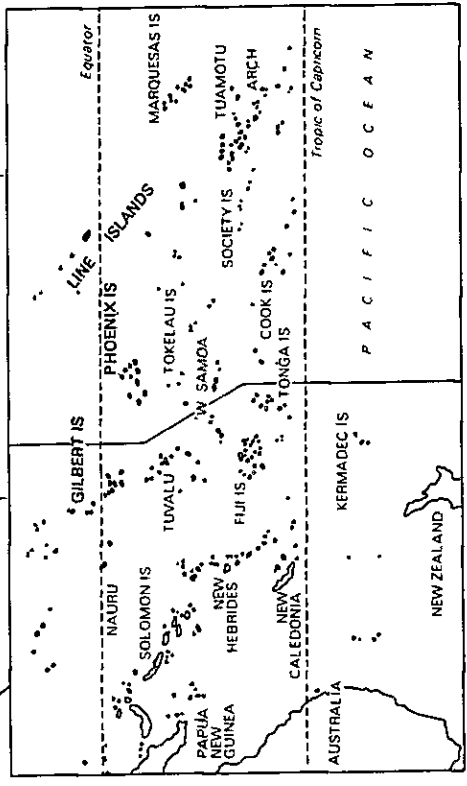 Equator
MARQUESAS IS
TUAMOTU
ARCH
Tropic of Capricorn
LINE ISLANDS
SOCIETY IS
PACIFIC OCEAN
PHOENIX IS
TOKELAU IS
W SAMOA
COOK IS
TONGA IS
GILBERT IS
TUVALU
FIJI IS
KERMADEC IS
NAURU
SOLOMON IS
NEW
HEBRIDES
NEW
CALEDONIA
NEW ZEALAND
PAPUA
NEW
GUINEA
AUSTRALIA